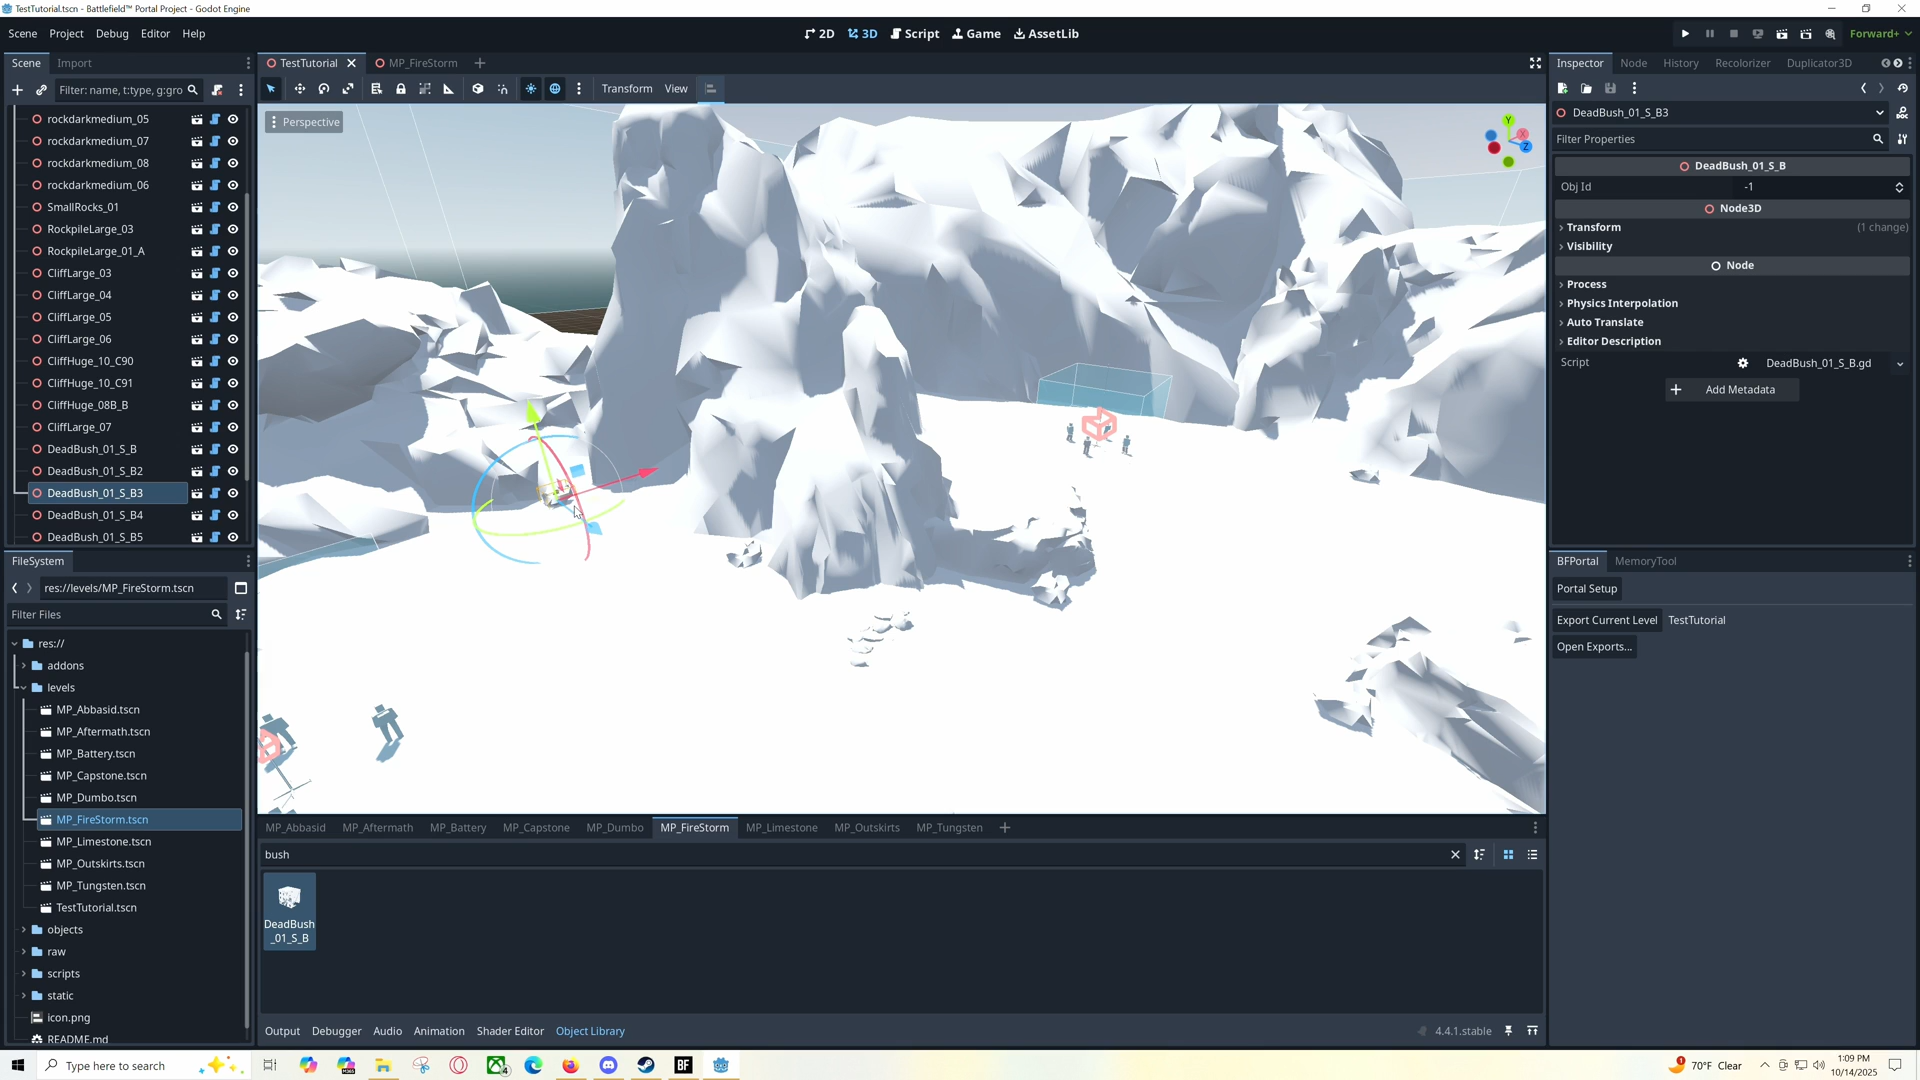 TestTutorial.tscn - Battlefield™ Portal Project - Godot Engine
Scene Project Debug Editor Help
2D 3D Script Game AssetLib
Forward+
Scene Import
Filter: name, t:type, g:gro
rockdarkmedium_05
rockdarkmedium_07
rockdarkmedium_08
rockdarkmedium_06
SmallRocks_01
RockpileLarge_03
RockpileLarge_01_A
CliffLarge_03
CliffLarge_04
CliffLarge_05
CliffLarge_06
CliffHuge_10_C90
CliffHuge_10_C91
CliffHuge_08B_B
CliffLarge_07
DeadBush_01_S_B
DeadBush_01_S_B2
DeadBush_01_S_B3
DeadBush_01_S_B4
DeadBush_01_S_B5
FileSystem
res://levels/MP_FireStorm.tscn
Filter Files
res://
addons
levels
MP_Abbasid.tscn
MP_Aftermath.tscn
MP_Battery.tscn
MP_Capstone.tscn
MP_Dumbo.tscn
MP_FireStorm.tscn
MP_Limestone.tscn
MP_Outskirts.tscn
MP_Tungsten.tscn
TestTutorial.tscn
objects
raw
scripts
static
icon.png
README.md
TestTutorial MP_FireStorm
Transform View
Perspective
Y
X
Z
MP_Abbasid MP_Aftermath MP_Battery MP_Capstone MP_Dumbo MP_FireStorm MP_Limestone MP_Outskirts MP_Tungsten
bush
DeadBush
_01_S_B
Output Debugger Audio Animation Shader Editor Object Library
4.4.1.stable
Inspector Node History Recolorizer Duplicator3D
DeadBush_01_S_B3
Filter Properties
DeadBush_01_S_B
Obj Id -1
Node3D
Transform (1 change)
Visibility
Node
Process
Physics Interpolation
Auto Translate
Editor Description
Script DeadBush_01_S_B.gd
Add Metadata
BFPortal MemoryTool
Portal Setup
Export Current Level TestTutorial
Open Exports...
Type here to search
BF
70°F Clear
1:09 PM
10/14/2025